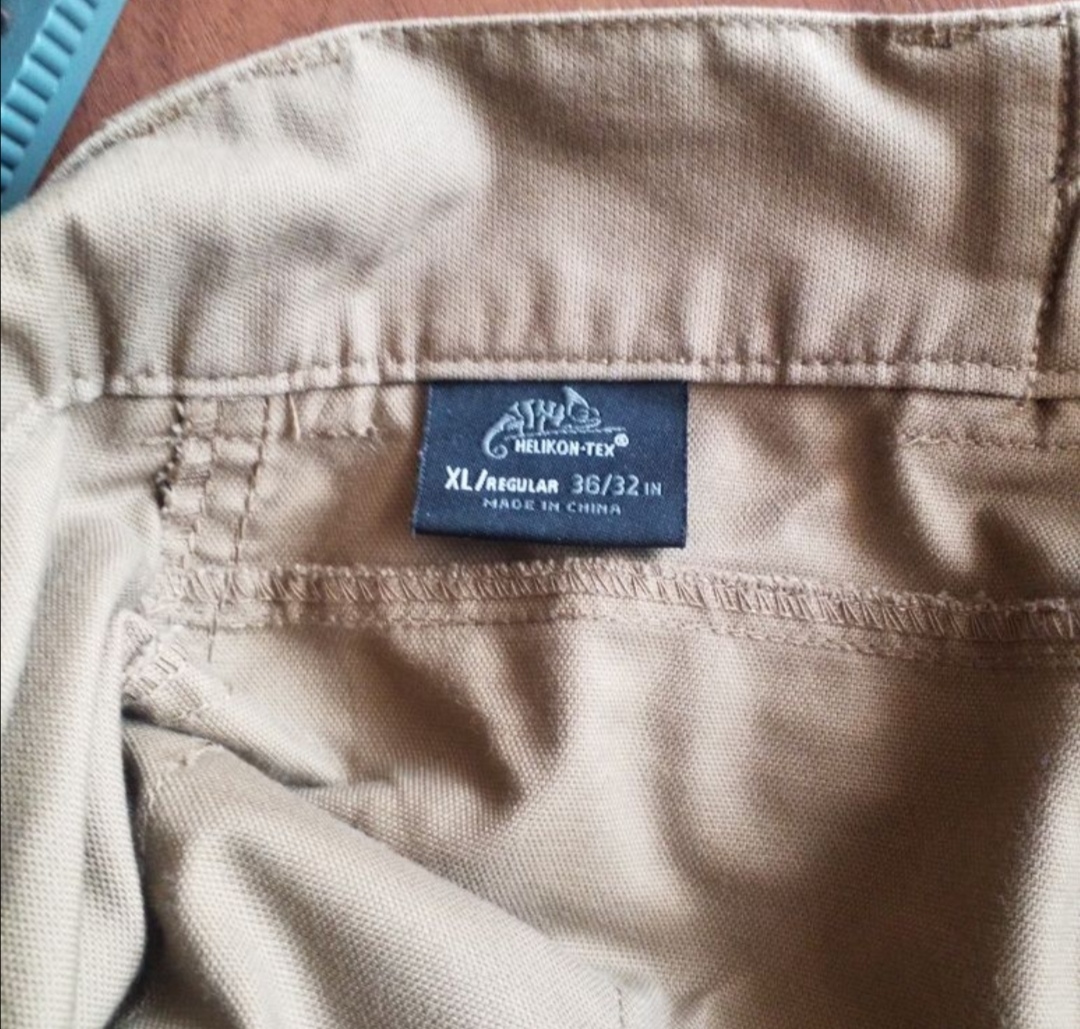 HELIKON-TEX®
XL/REGULAR 36/32 IN
MADE IN CHINA